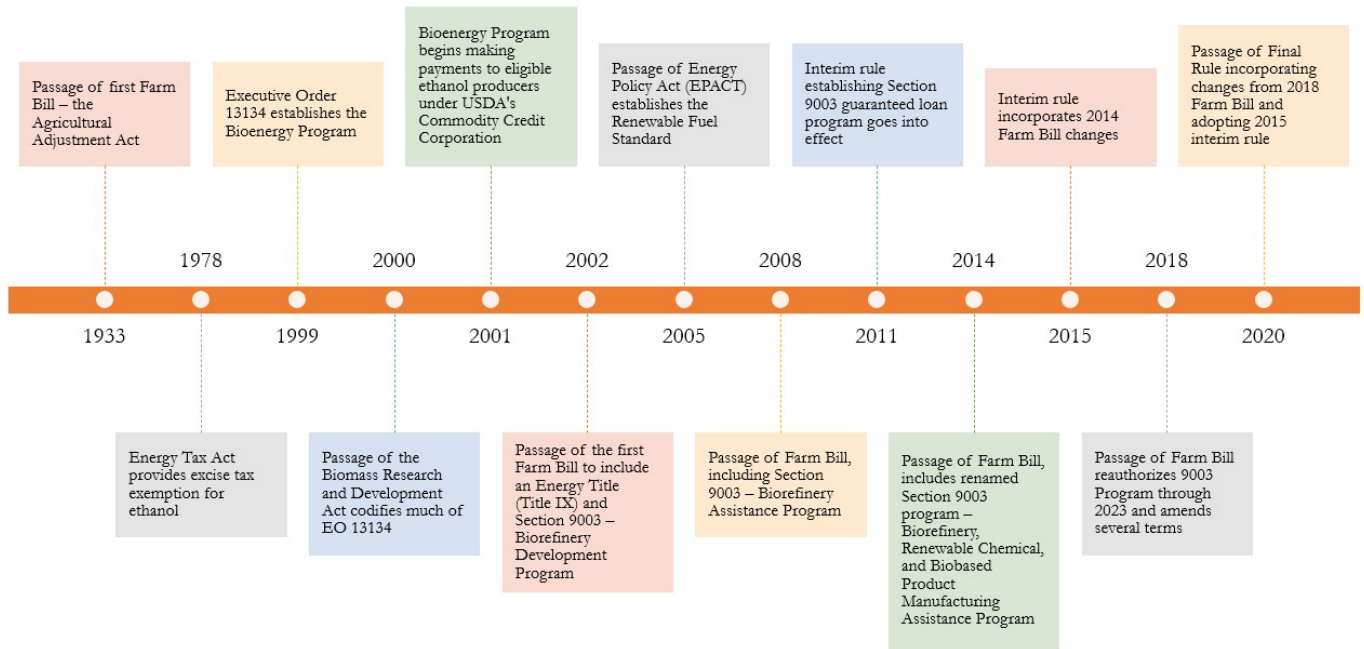 Passage of first Farm
Bill – the
Agricultural
Adjustment Act
Executive Order
13134 establishes the
Bioenergy Program
Bioenergy Program
begins making
payments to eligible
ethanol producers
under USDA's
Commodity Credit
Corporation
Passage of Energy
Policy Act (EPACT)
establishes the
Renewable Fuel
Standard
Interim rule
establishing Section
9003 guaranteed loan
program goes into
effect
Interim rule
incorporates 2014
Farm Bill changes
Passage of Final
Rule incorporating
changes from 2018
Farm Bill and
adopting 2015
interim rule
1978
2000
2002
2008
2014
2018
1933
1999
2001
2005
2011
2015
2020
Energy Tax Act
provides excise tax
exemption for
ethanol
Passage of the
Biomass Research
and Development
Act codifies much of
EO 13134
Passage of the first
Farm Bill to include
an Energy Title
(Title IX) and
Section 9003 –
Biorefinery
Development
Program
Passage of Farm Bill,
including Section
9003 – Biorefinery
Assistance Program
Passage of Farm Bill,
includes renamed
Section 9003
program –
Biorefinery,
Renewable Chemical,
and Biobased
Product
Manufacturing
Assistance Program
Passage of Farm Bill
reauthorizes 9003
Program through
2023 and amends
several terms